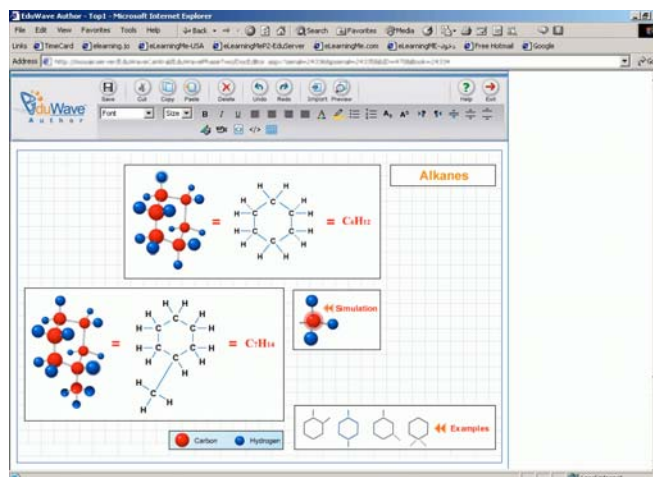 EduWave Author - Top1 - Microsoft Internet Explorer
File Edit View Favorites Tools Help
Back Search Favorites Media
Links TimeCard elearning.jo eLearningMe-USA eLearningMeP2-EduServer eLearningMe.com Free Hotmail Google
Address Go
EduWave
Author
Save Cut Copy Paste Delete Undo Redo Import Preview Help Exit
Font Size B I U
Alkanes
H H
H H
C
H C C H
H C C H
H C C H
C
H H
H H
= = C₆H₁₂
H H
H C H
H C C H
H C C H
H C H
H C H
H
= = C₇H₁₄
Simulation
Examples
Carbon Hydrogen